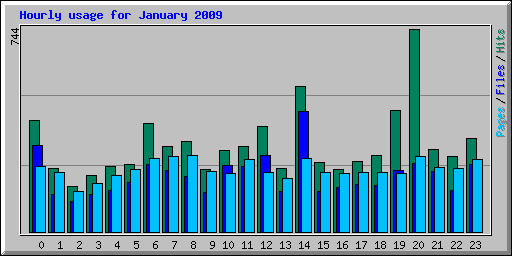 Hourly usage for January 2009
744
Pages / Files / Hits
0 1 2 3 4 5 6 7 8 9 10 11 12 13 14 15 16 17 18 19 20 21 22 23